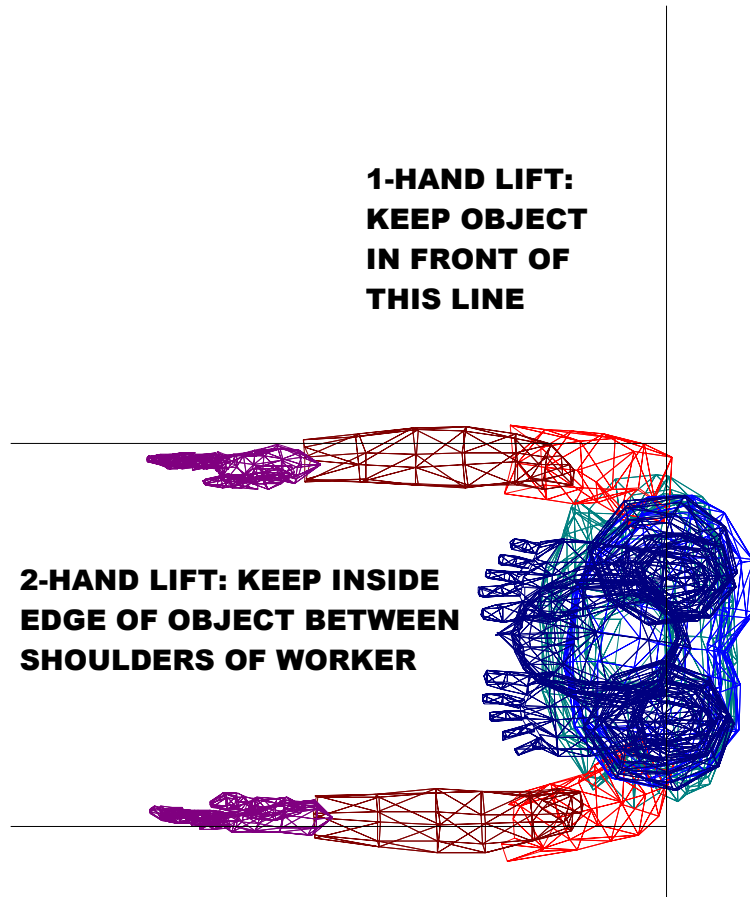 1-HAND LIFT:
KEEP OBJECT
IN FRONT OF
THIS LINE
2-HAND LIFT: KEEP INSIDE
EDGE OF OBJECT BETWEEN
SHOULDERS OF WORKER